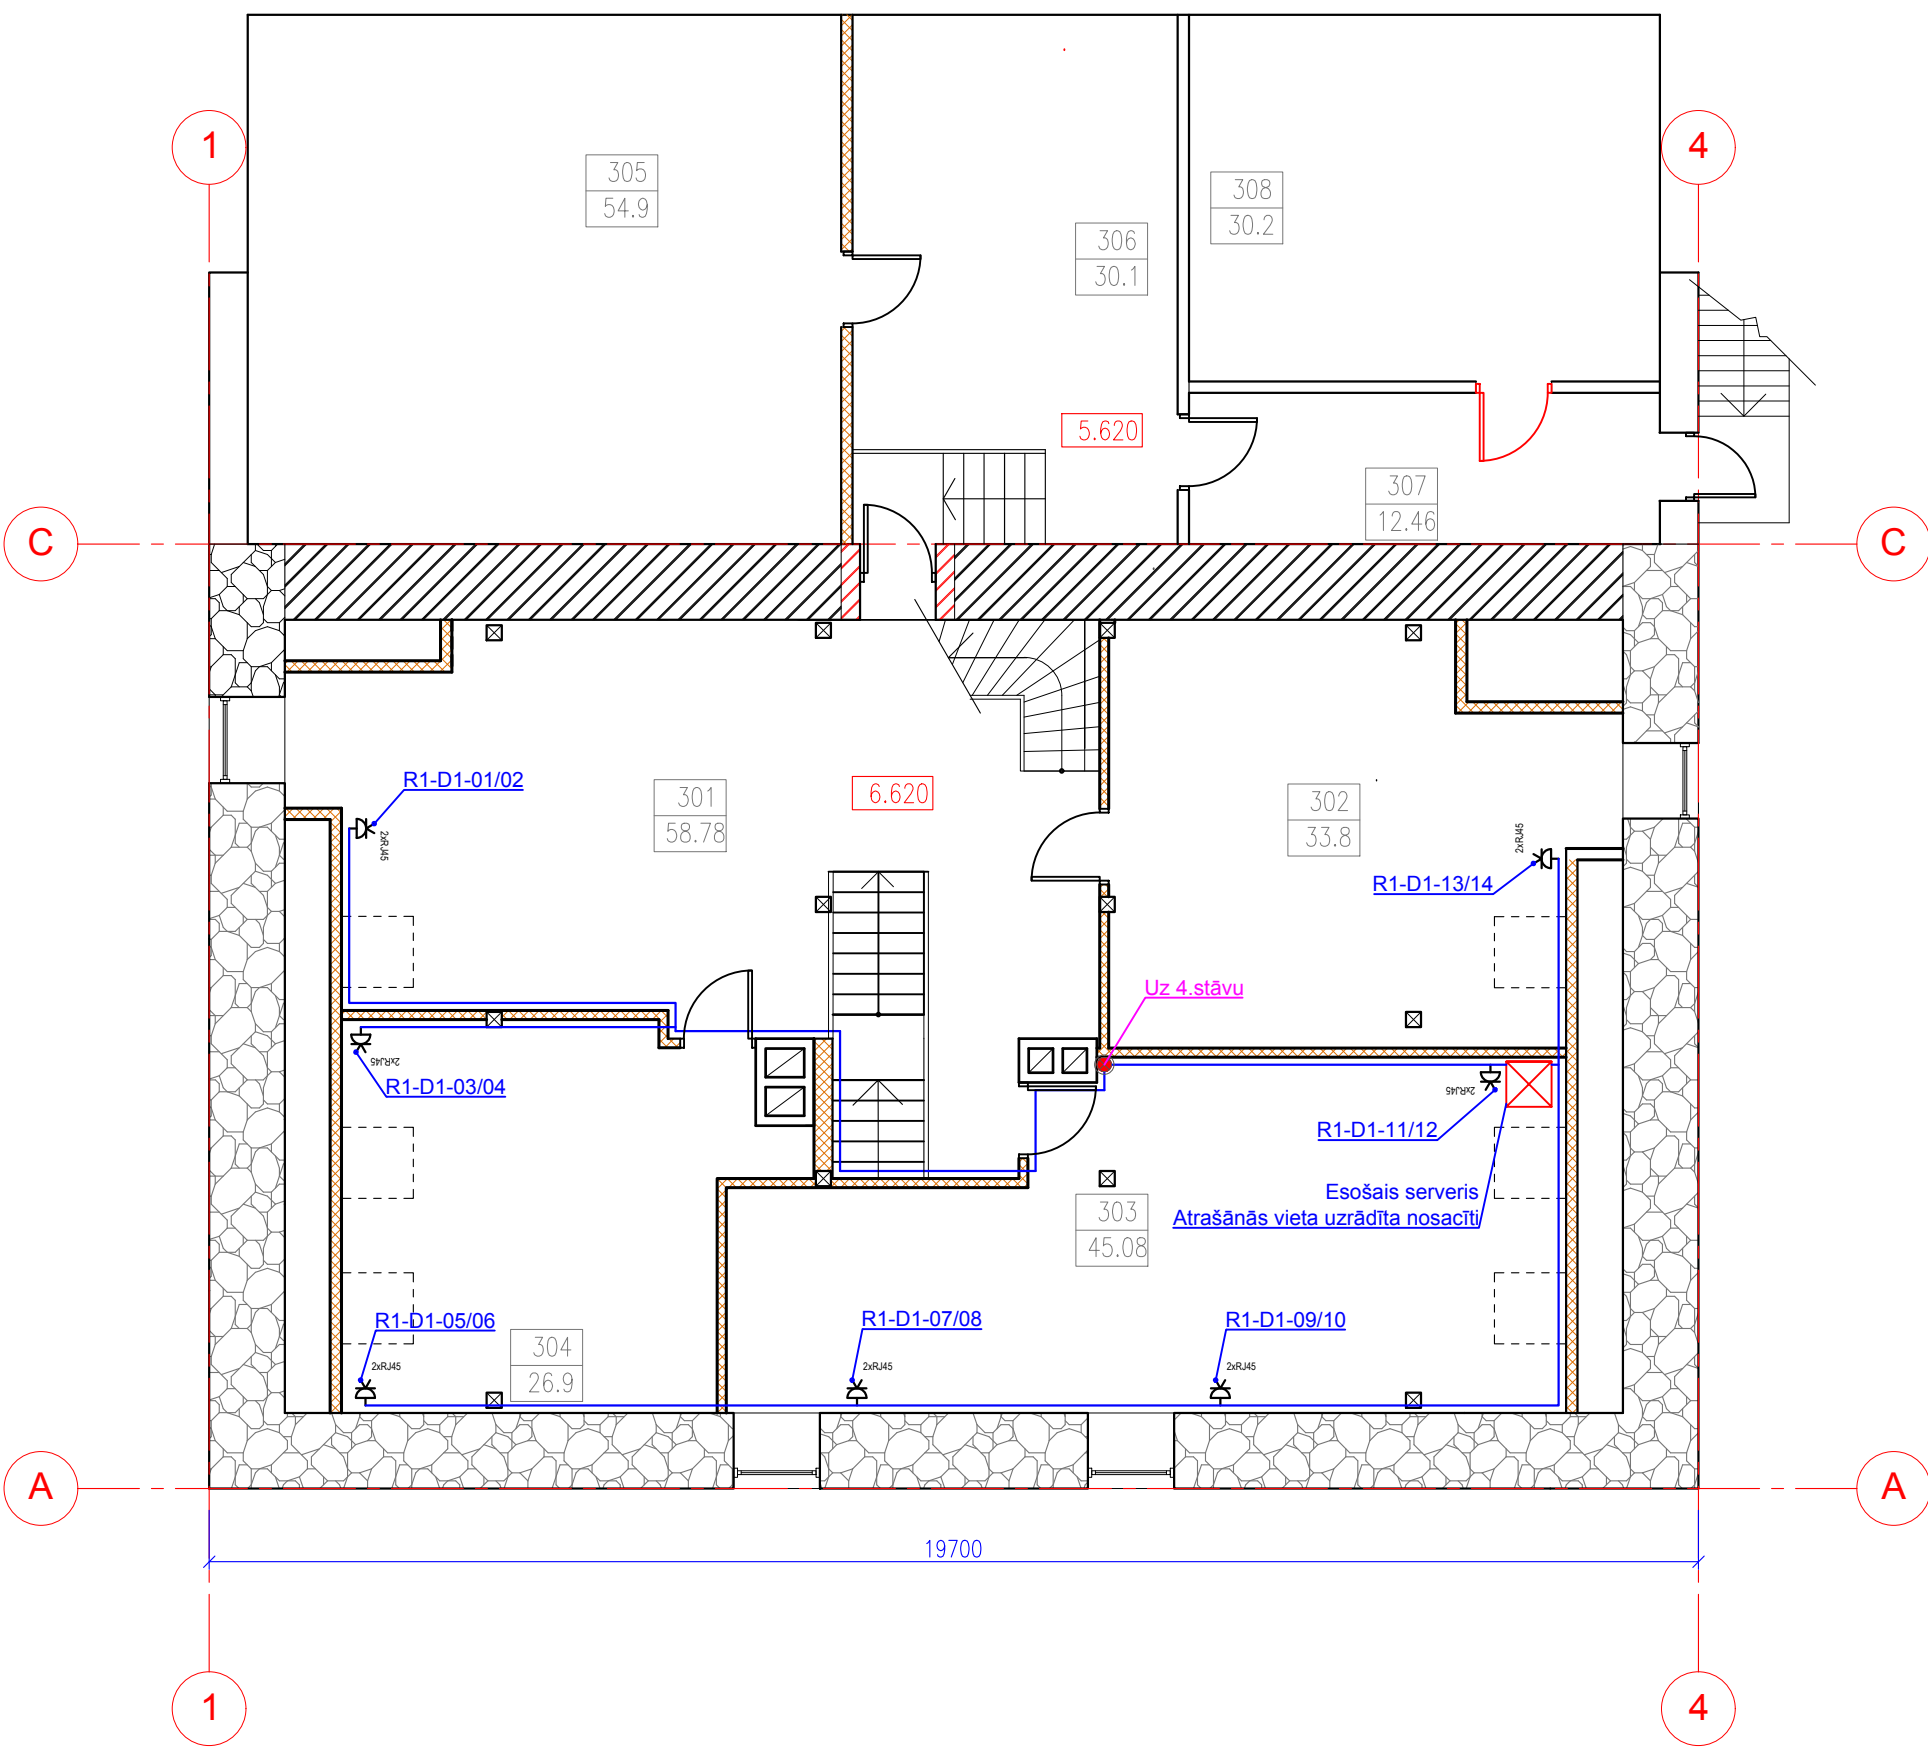 1
4
305
54.9
308
30.2
306
30.1
5.620
307
12.46
C
C
R1-D1-01/02
2xRJ45
301
58.78
6.620
302
33.8
2xRJ45
R1-D1-13/14
Uz 4.stāvu
2xRJ45
R1-D1-03/04
2xRJ45
R1-D1-11/12
Esošais serveris
Atrašānās vieta uzrādīta nosacīti
303
45.08
R1-D1-05/06
2xRJ45
304
26.9
R1-D1-07/08
2xRJ45
R1-D1-09/10
2xRJ45
A
A
19700
1
4